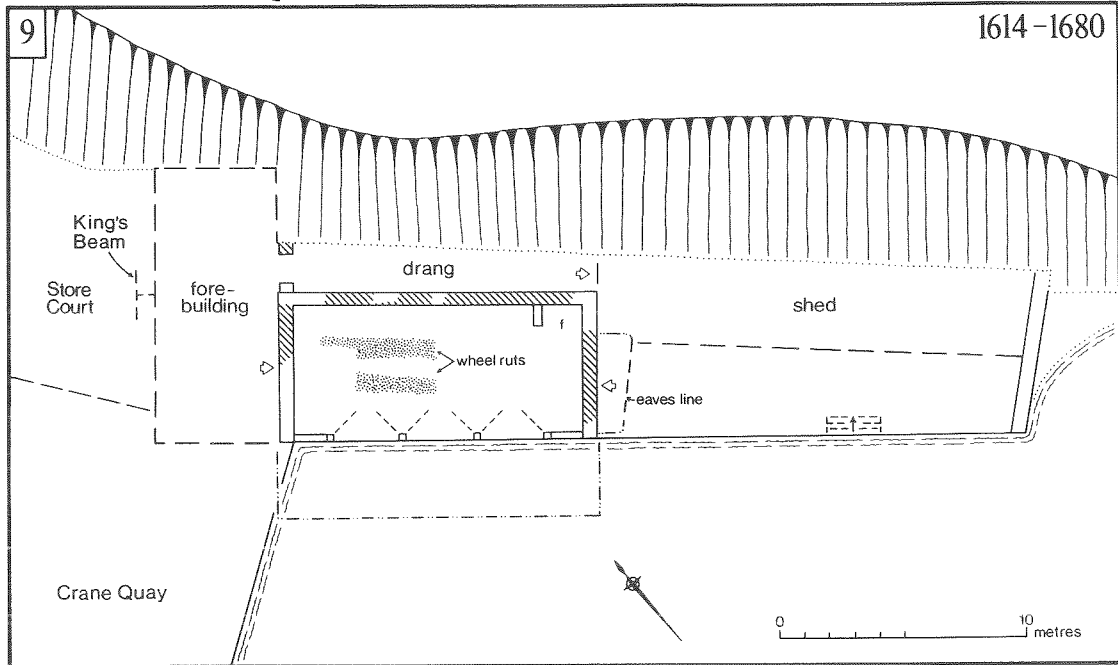 9
1614-1680
King's
Beam
Store
Court
fore-
building
drang
shed
f
wheel ruts
eaves line
Crane Quay
0
10
metres